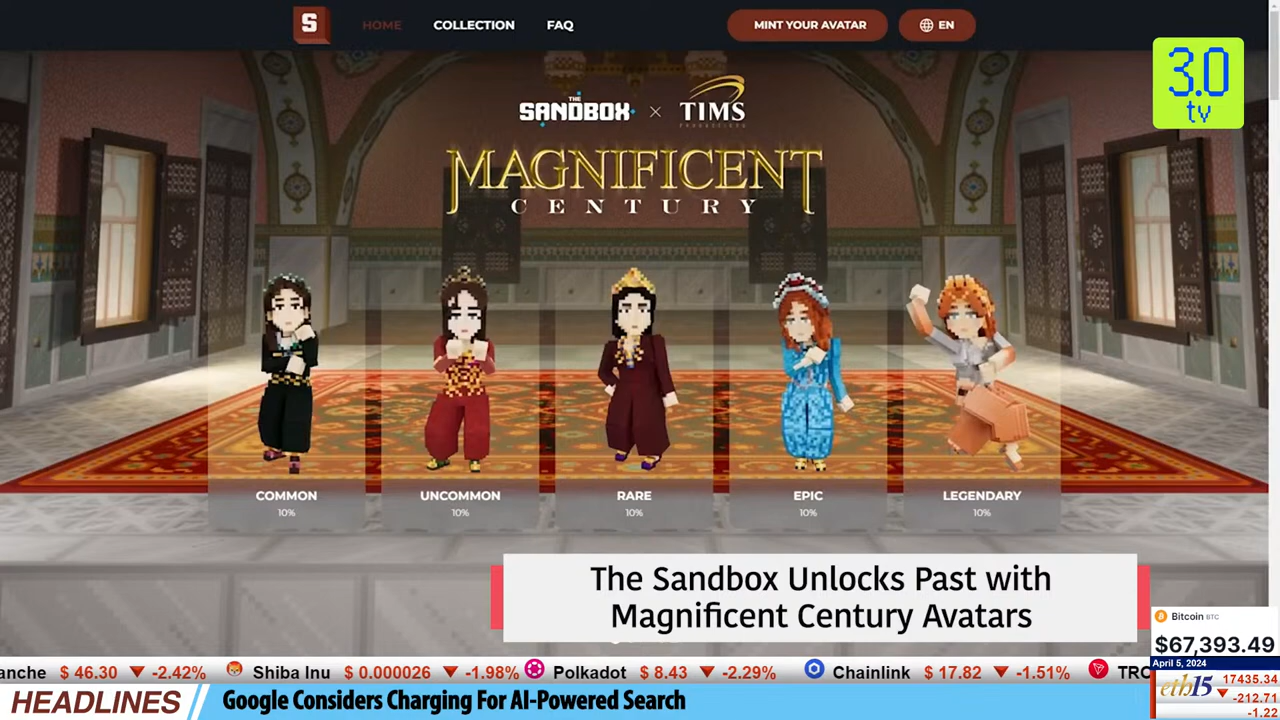 S
HOME
COLLECTION
FAQ
MINT YOUR AVATAR
EN
3.0
tv
THE
SANDBOX × TIMS
MAGNIFICENT
CENTURY
COMMON
10%
UNCOMMON
10%
RARE
10%
EPIC
10%
LEGENDARY
10%
The Sandbox Unlocks Past with
Magnificent Century Avatars
Bitcoin BTC
$67,393.49
April 5, 2024
eth15
17435.34
-212.71
-1.22
anche $ 46.30 -2.42% Shiba Inu $ 0.000026 -1.98% Polkadot $ 8.43 -2.29% Chainlink $ 17.82 -1.51% TRO
HEADLINES
Google Considers Charging For AI-Powered Search